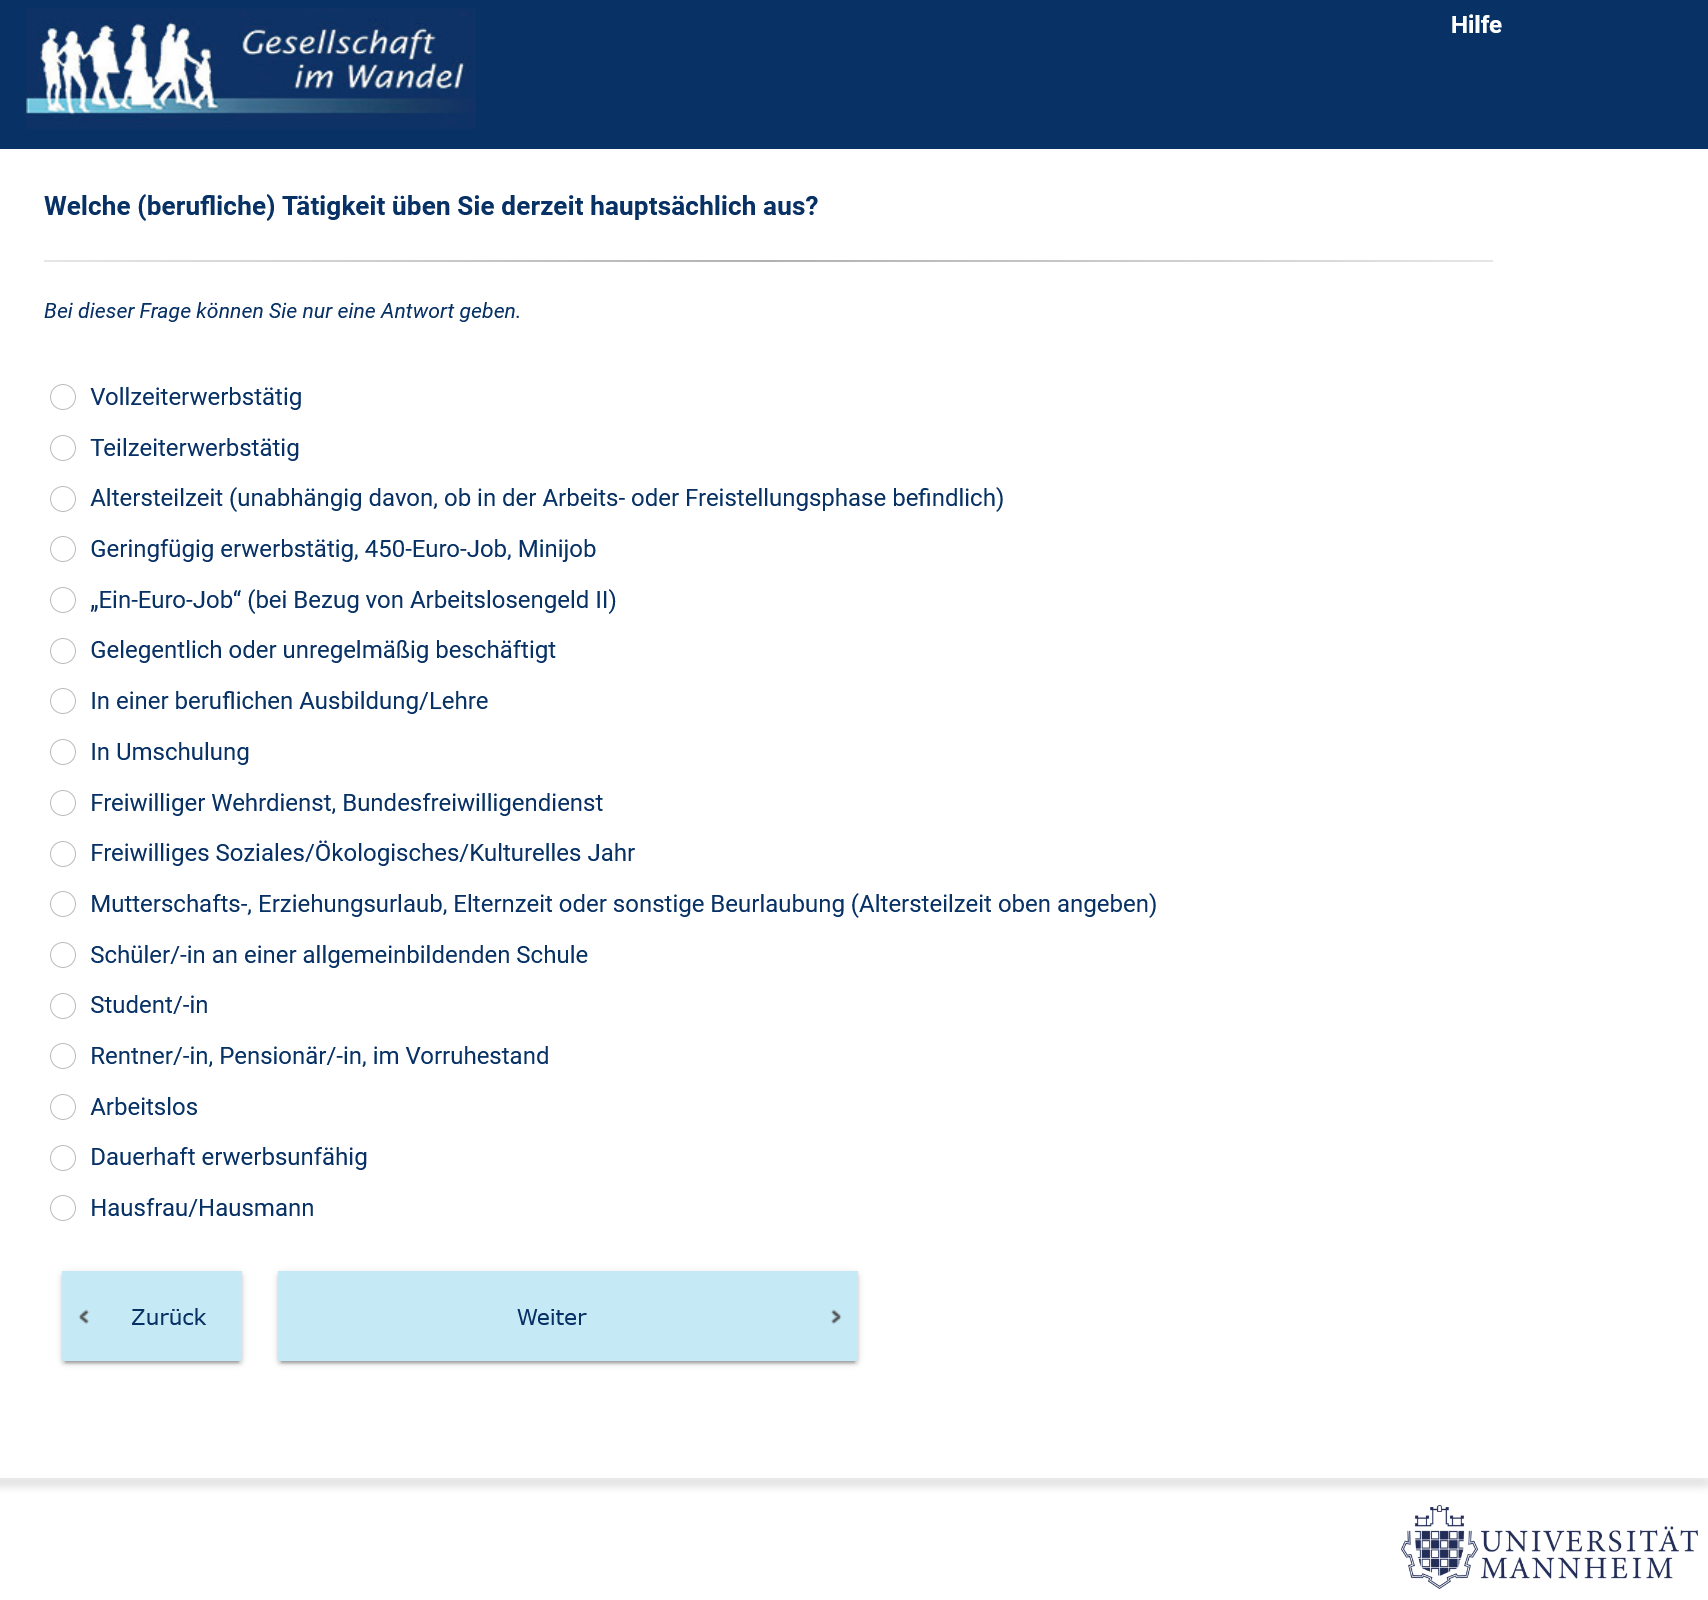 Gesellschaft
im Wandel
Hilfe
Welche (berufliche) Tätigkeit üben Sie derzeit hauptsächlich aus?
Bei dieser Frage können Sie nur eine Antwort geben.
Vollzeiterwerbstätig
Teilzeiterwerbstätig
Altersteilzeit (unabhängig davon, ob in der Arbeits- oder Freistellungsphase befindlich)
Geringfügig erwerbstätig, 450-Euro-Job, Minijob
„Ein-Euro-Job“ (bei Bezug von Arbeitslosengeld II)
Gelegentlich oder unregelmäßig beschäftigt
In einer beruflichen Ausbildung/Lehre
In Umschulung
Freiwilliger Wehrdienst, Bundesfreiwilligendienst
Freiwilliges Soziales/Ökologisches/Kulturelles Jahr
Mutterschafts-, Erziehungsurlaub, Elternzeit oder sonstige Beurlaubung (Altersteilzeit oben angeben)
Schüler/-in an einer allgemeinbildenden Schule
Student/-in
Rentner/-in, Pensionär/-in, im Vorruhestand
Arbeitslos
Dauerhaft erwerbsunfähig
Hausfrau/Hausmann
Zurück
Weiter
UNIVERSITÄT
MANNHEIM